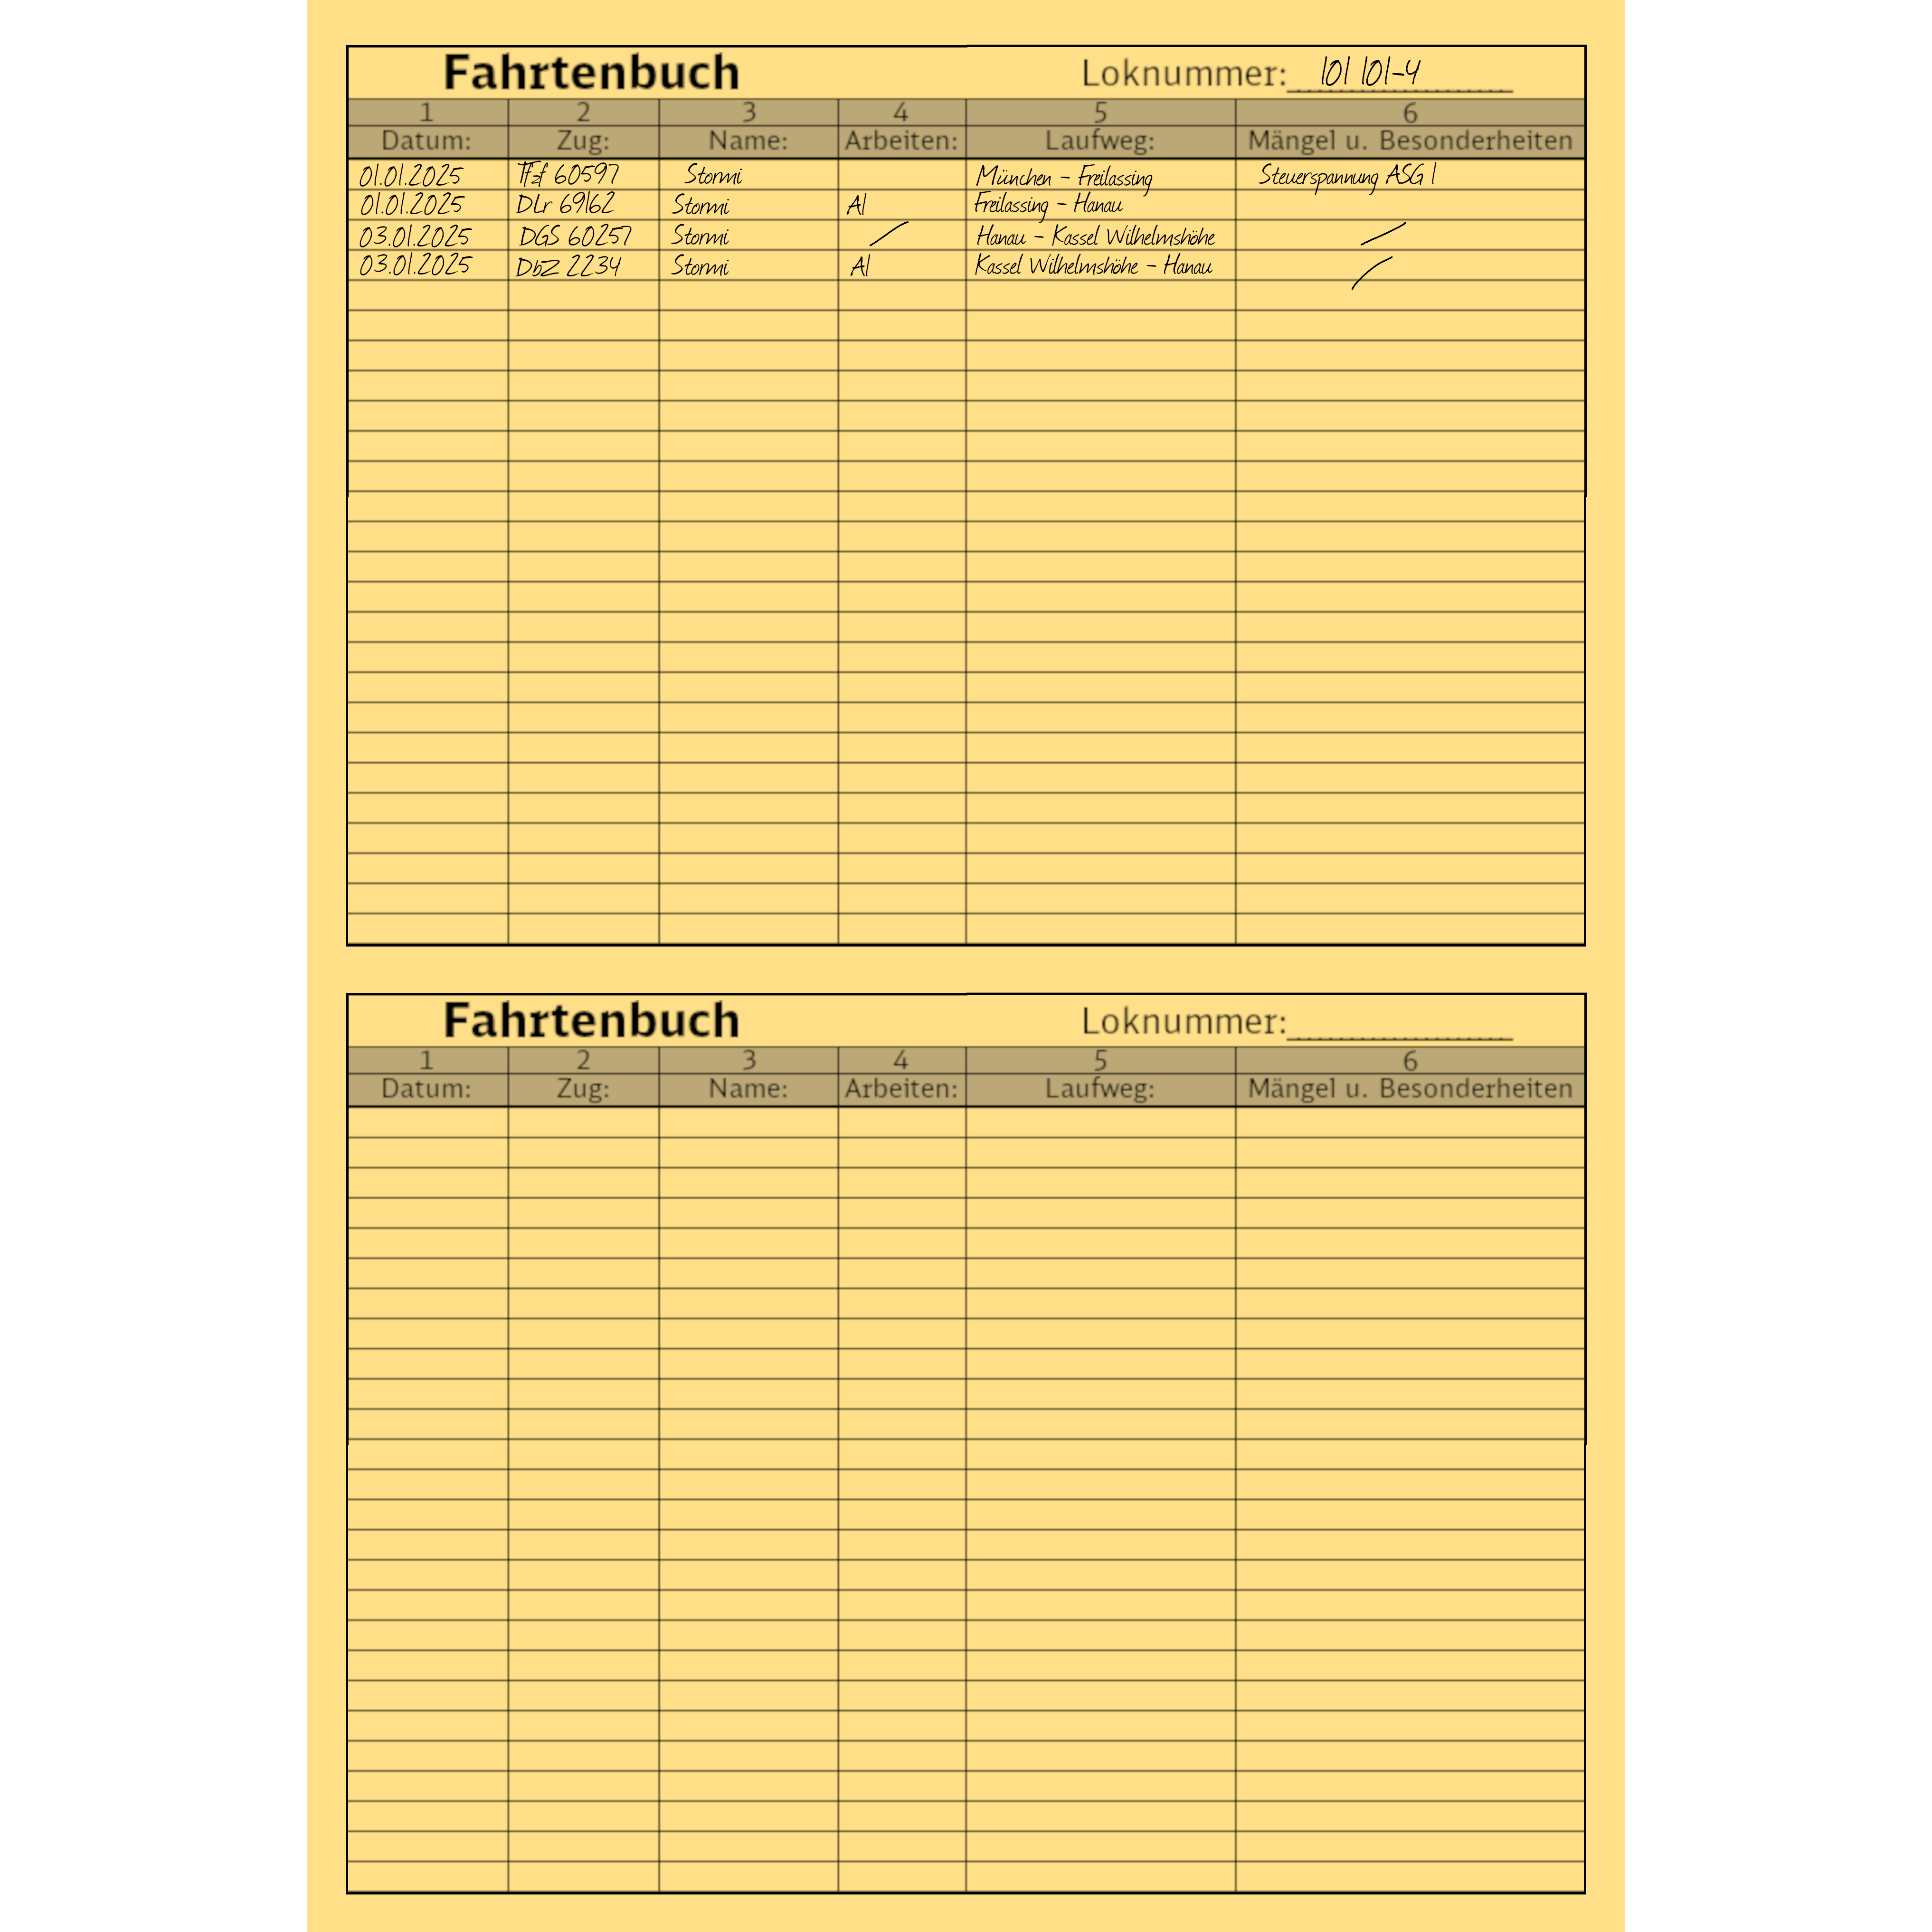 Fahrtenbuch Loknummer: 101 101-4
1 2 3 4 5 6
Datum: Zug: Name: Arbeiten: Laufweg: Mängel u. Besonderheiten
01.01.2025 Tfzf 60597 Stormi München - Freilassing Steuerspannung ASG 1
01.01.2025 DLr 69162 Stormi A1 Freilassing - Hanau
03.01.2025 DGS 60257 Stormi / Hanau - Kassel Wilhelmshöhe /
03.01.2025 DbZ 2234 Stormi A1 Kassel Wilhelmshöhe - Hanau /
Fahrtenbuch Loknummer:
1 2 3 4 5 6
Datum: Zug: Name: Arbeiten: Laufweg: Mängel u. Besonderheiten